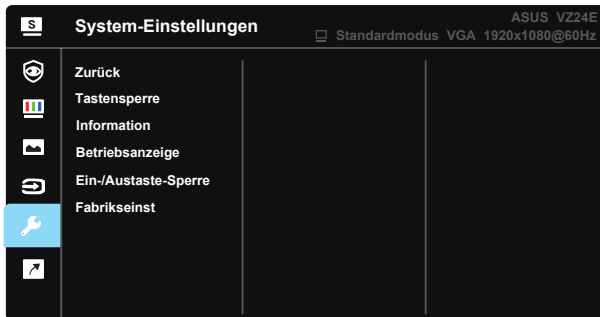 S
System-Einstellungen
ASUS VZ24E
Standardmodus VGA 1920x1080@60Hz
Zurück
Tastensperre
Information
Betriebsanzeige
Ein-/Austaste-Sperre
Fabrikseinst